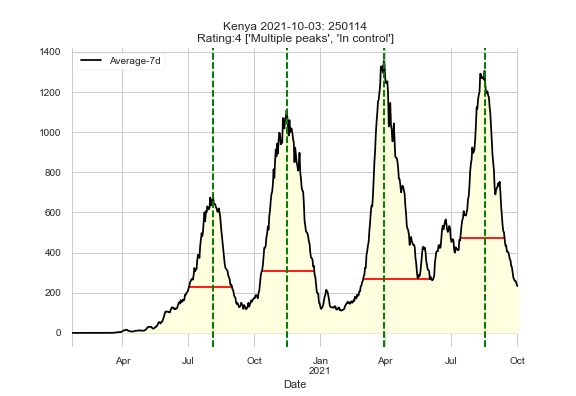 Kenya 2021-10-03: 250114
Rating:4 ['Multiple peaks', 'In control']
Average-7d
1400
1200
1000
800
600
400
200
0
Apr Jul Oct Jan Apr Jul Oct
2021
Date